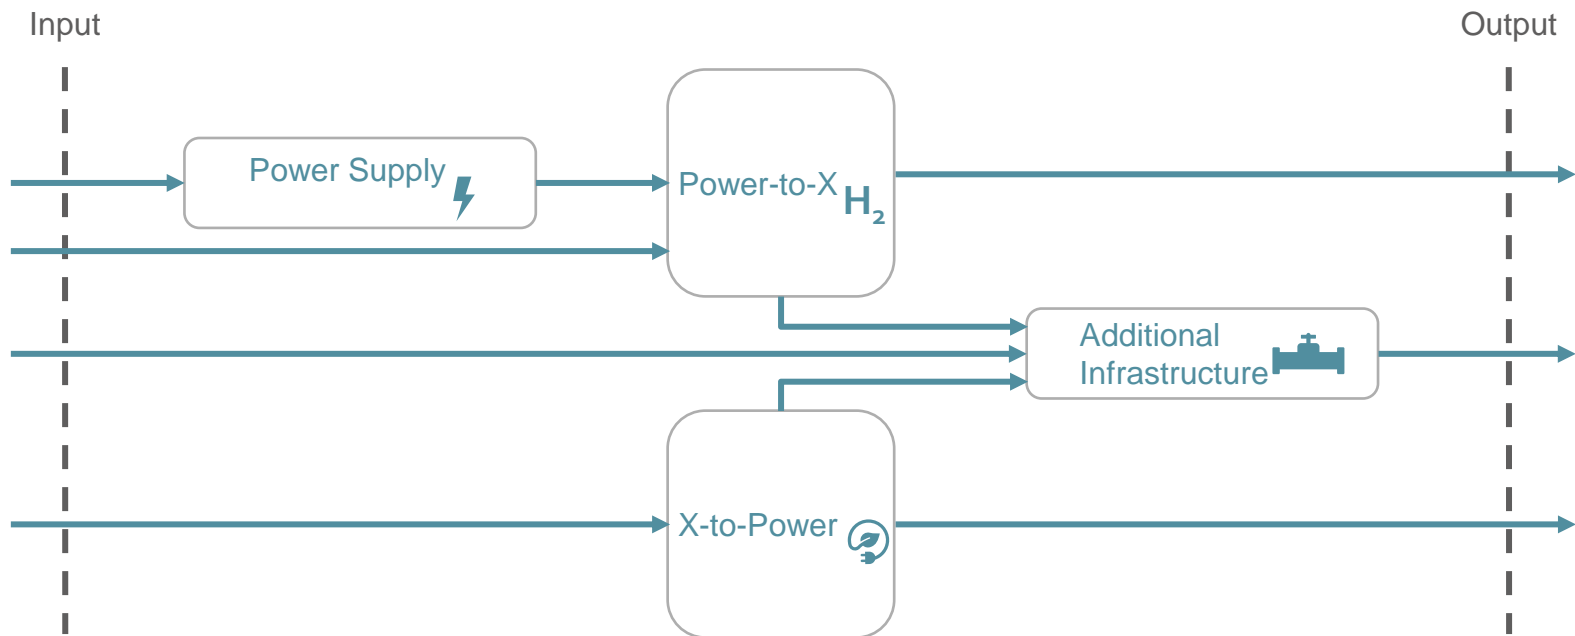 Input
Output
Power Supply
Power-to-X
H₂
Additional
Infrastructure
X-to-Power